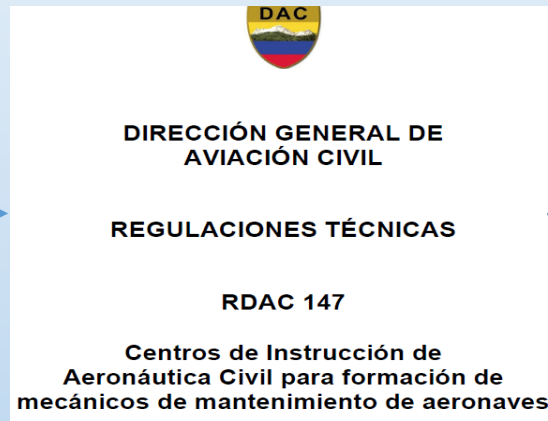 DAC
DIRECCIÓN GENERAL DE
AVIACIÓN CIVIL
REGULACIONES TÉCNICAS
RDAC 147
Centros de Instrucción de
Aeronáutica Civil para formación de
mecánicos de mantenimiento de aeronaves